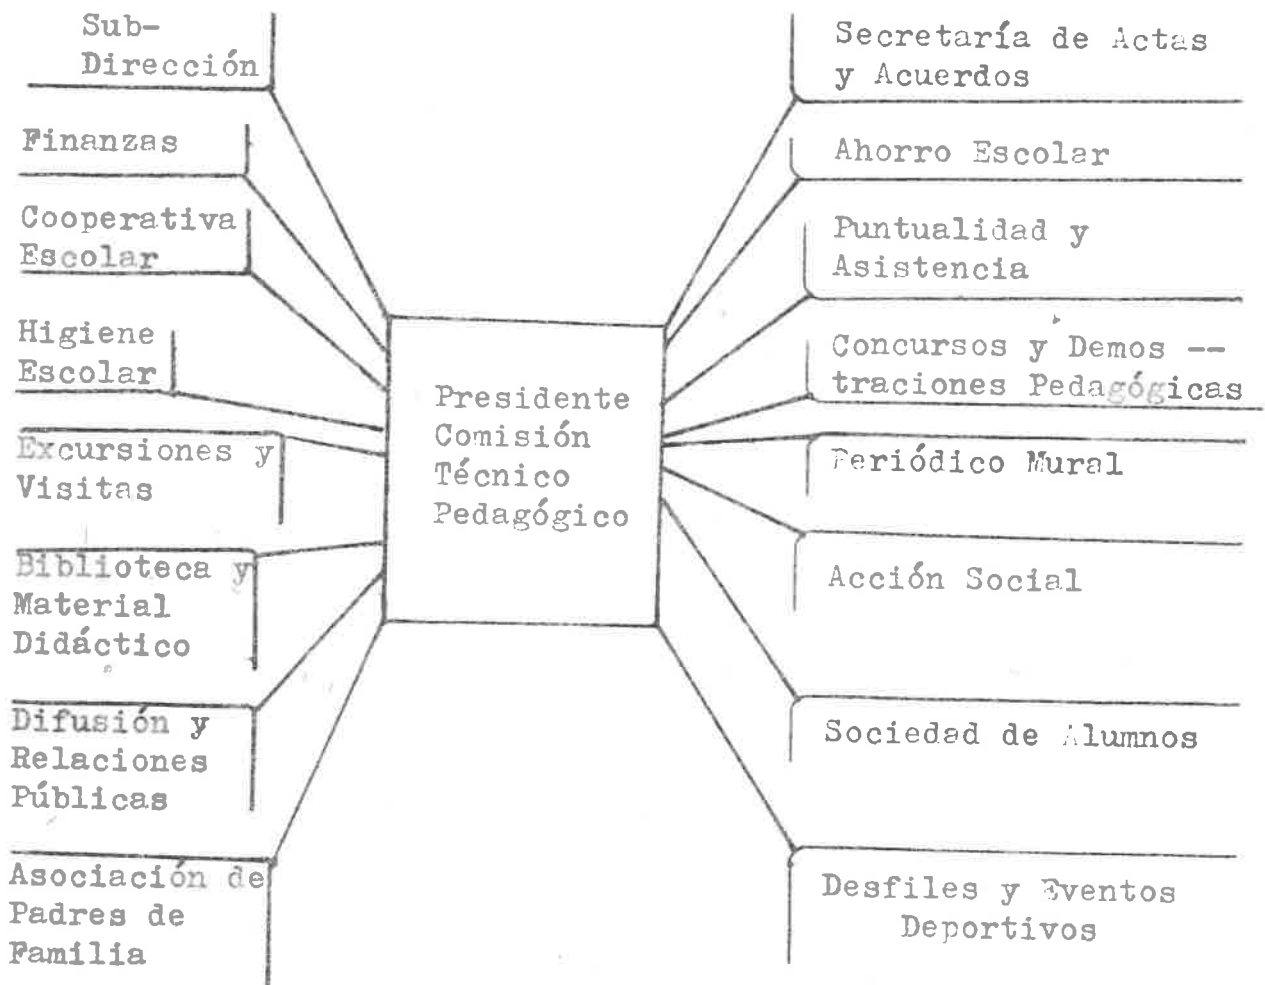 Sub-
Dirección
Finanzas
Cooperativa
Escolar
Higiene
Escolar
Excursiones y
Visitas
Biblioteca y
Material
Didáctico
Difusión y
Relaciones
Públicas
Asociación de
Padres de
Familia
Presidente
Comisión
Técnico
Pedagógico
Secretaría de Actas
y Acuerdos
Ahorro Escolar
Puntualidad y
Asistencia
Concursos y Demos --
traciones Pedagógicas
Periódico Mural
Acción Social
Sociedad de Alumnos
Desfiles y Eventos
Deportivos